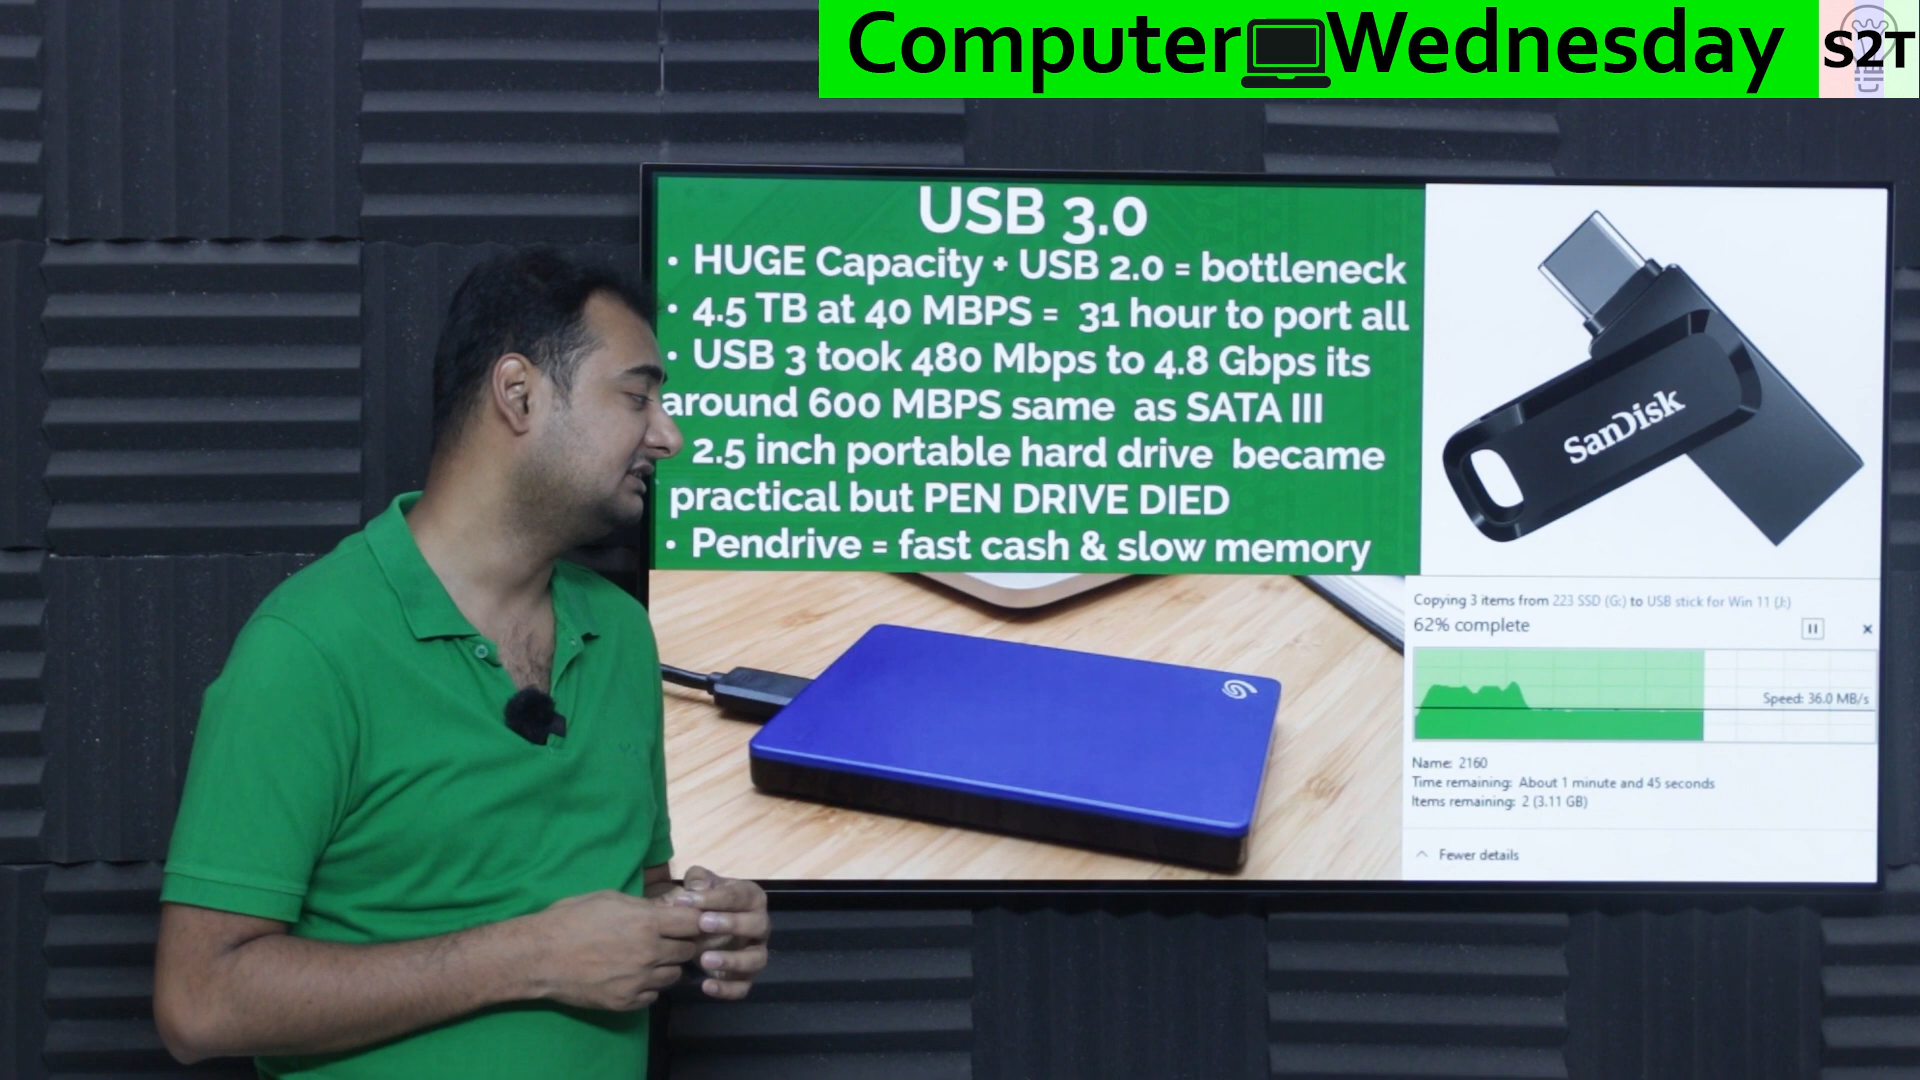 Computer Wednesday
S2T
USB 3.0
• HUGE Capacity + USB 2.0 = bottleneck
• 4.5 TB at 40 MBPS = 31 hour to port all
• USB 3 took 480 Mbps to 4.8 Gbps its
around 600 MBPS same as SATA III
2.5 inch portable hard drive became
practical but PEN DRIVE DIED
• Pendrive = fast cash & slow memory
SanDisk
Copying 3 items from 223 SSD (G:) to USB stick for Win 11 (J:)
62% complete
Speed: 36.0 MB/s
Name: 2160
Time remaining: About 1 minute and 45 seconds
Items remaining: 2 (3.11 GB)
Fewer details